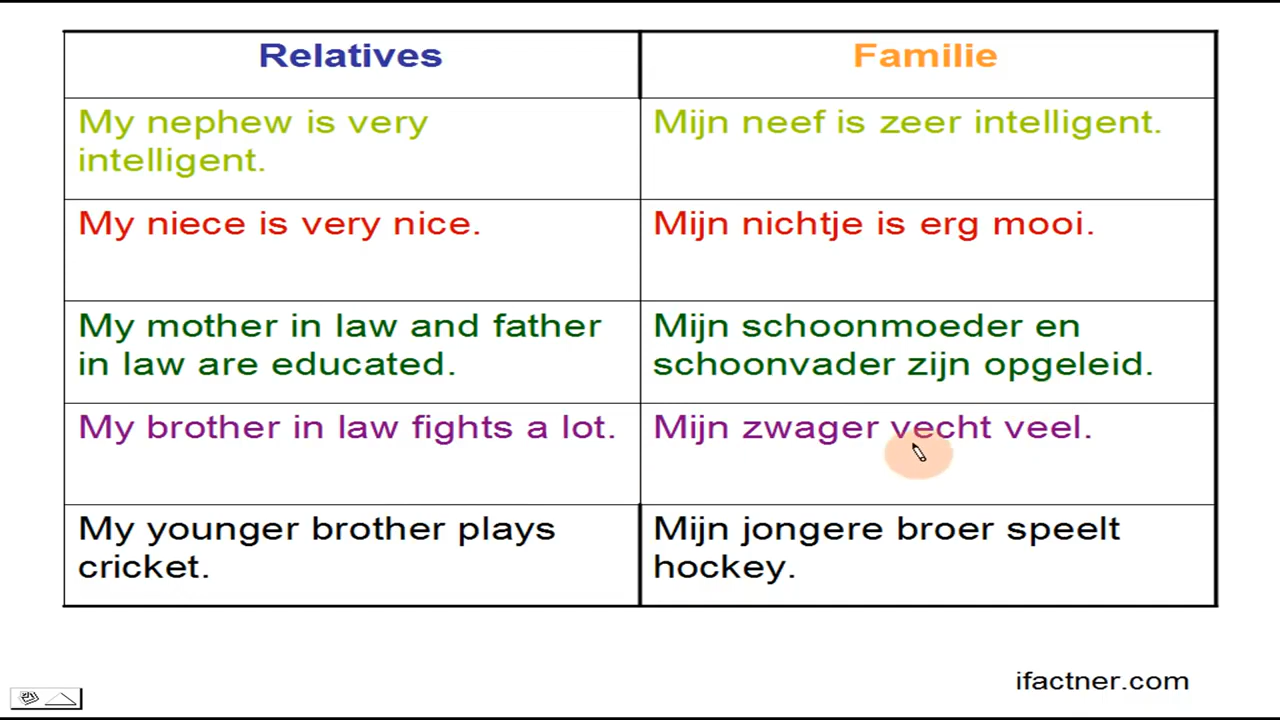 Relatives
Familie
My nephew is very
intelligent.
Mijn neef is zeer intelligent.
My niece is very nice.
Mijn nichtje is erg mooi.
My mother in law and father
in law are educated.
Mijn schoonmoeder en
schoonvader zijn opgeleid.
My brother in law fights a lot.
Mijn zwager vecht veel.
My younger brother plays
cricket.
Mijn jongere broer speelt
hockey.
ifactner.com